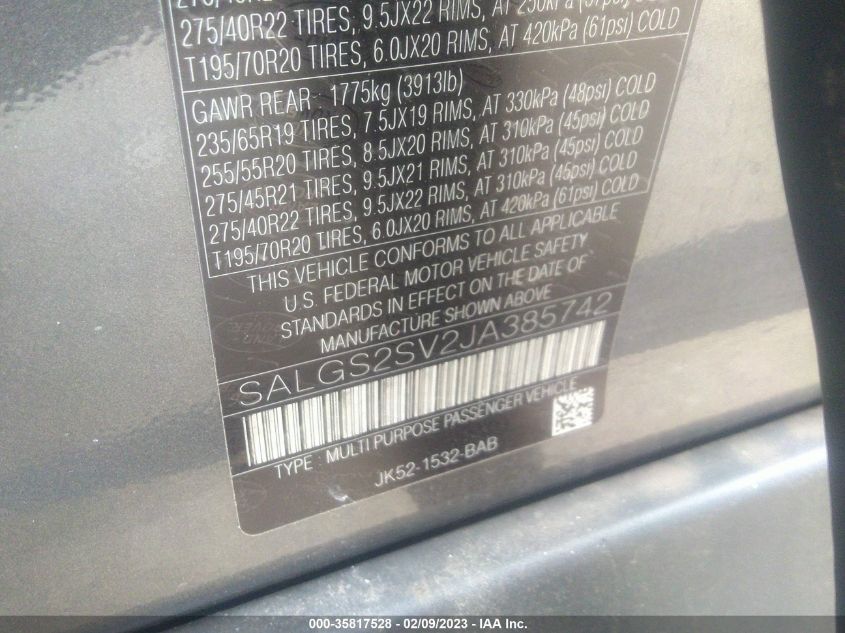 275/40R22 TIRES, 9.5JX22 RIMS, AT 250kPa
T195/70R20 TIRES, 6.0JX20 RIMS, AT 420kPa (61psi) COLD
GAWR REAR- 1775kg (3913lb)
235/65R19 TIRES, 7.5JX19 RIMS, AT 330kPa (48psi) COLD
255/55R20 TIRES, 8.5JX20 RIMS, AT 310kPa (45psi) COLD
275/45R21 TIRES, 9.5JX21 RIMS, AT 310kPa (45psi) COLD
275/40R22 TIRES, 9.5JX22 RIMS, AT 310kPa (45psi) COLD
T195/70R20 TIRES, 6.0JX20 RIMS, AT 420kPa (61psi) COLD
THIS VEHICLE CONFORMS TO ALL APPLICABLE
U.S. FEDERAL MOTOR VEHICLE SAFETY
STANDARDS IN EFFECT ON THE DATE OF
MANUFACTURE SHOWN ABOVE
SALGS2SV2JA385742
TYPE - MULTI PURPOSE PASSENGER VEHICLE
JK52-1532-BAB
000-35817528 - 02/09/2023 - © IAA Inc.